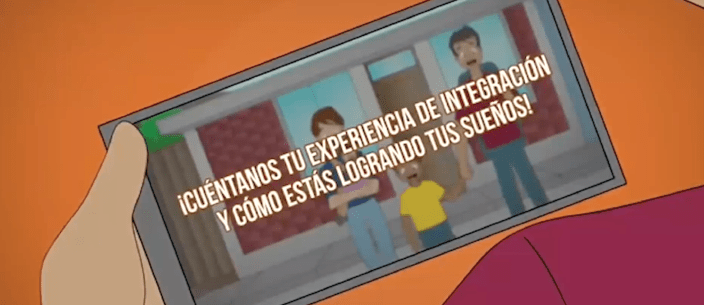 ¡CUÉNTANOS TU EXPERIENCIA DE INTEGRACIÓN
Y CÓMO ESTÁS LOGRANDO TUS SUEÑOS!